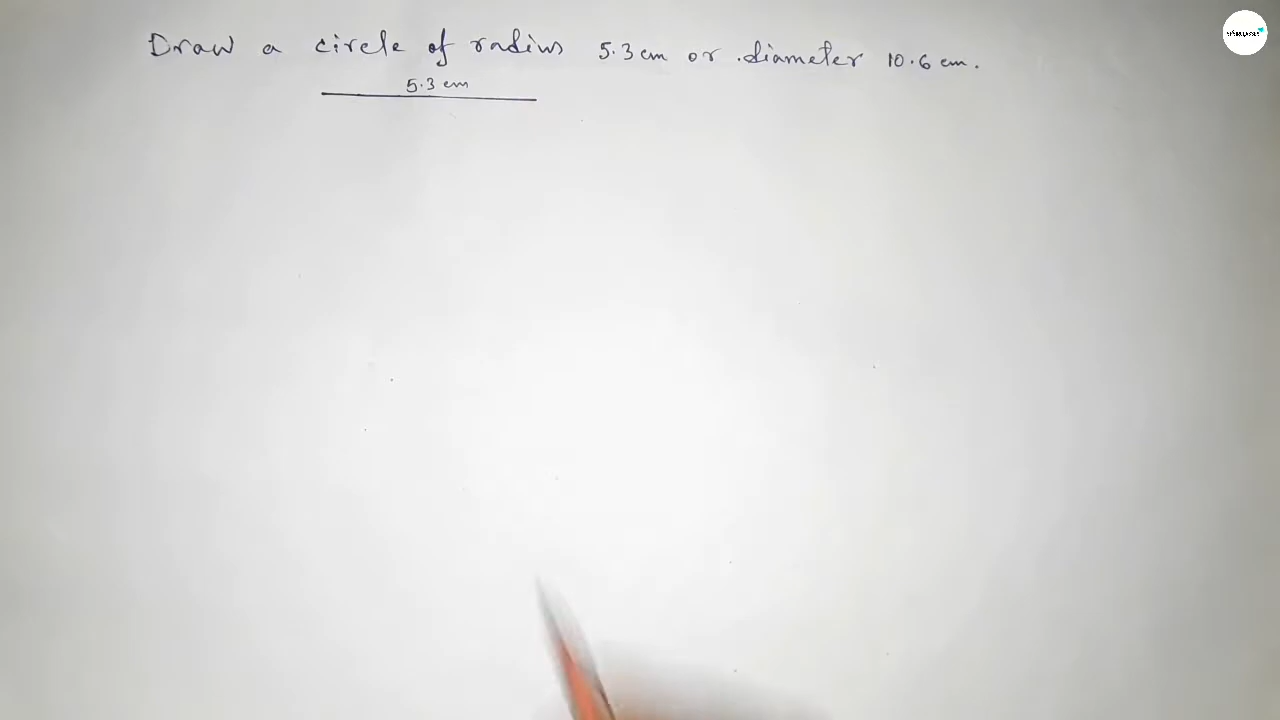 Draw a circle of radius 5.3 cm or diameter 10.6 cm.
5.3 cm